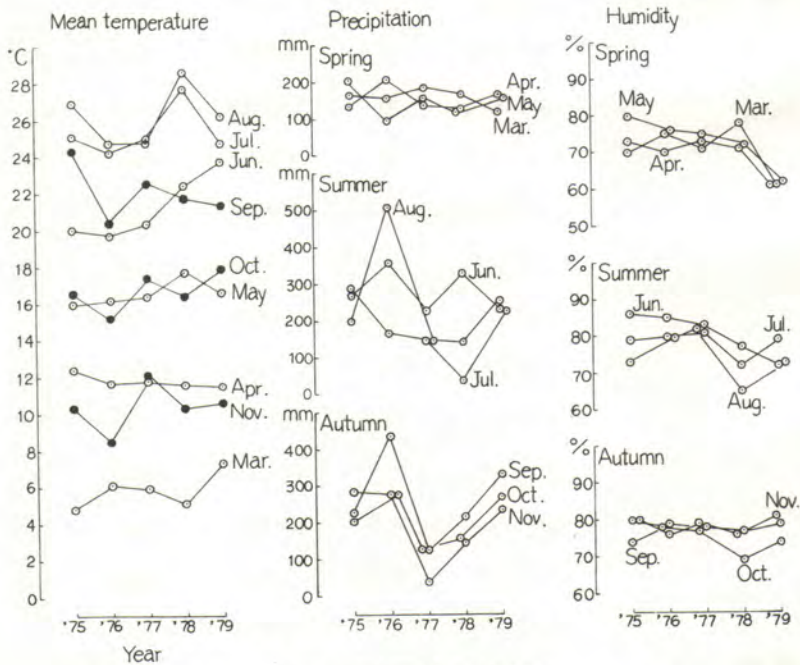 Mean temperature
°C
28
26
24
22
20
18
16
14
12
10
8
6
4
2
0
Aug.
Jul.
Jun.
Sep.
Oct.
May
Apr.
Nov.
Mar.
'75 '76 '77 '78 '79
Year
Precipitation
mm
Spring
300
200
100
0
Apr.
May
Mar.
mm
Summer
500
400
300
200
100
0
Aug.
Jun.
Jul.
mm
Autumn
400
300
200
100
0
Sep.
Oct.
Nov.
'75 '76 '77 '78 '79
Humidity
%
Spring
90
80
70
60
50
May
Mar.
Apr.
%
Summer
90
80
70
60
Jun.
Jul.
Aug.
%
Autumn
90
80
70
60
Nov.
Sep.
Oct.
'75 '76 '77 '78 '79